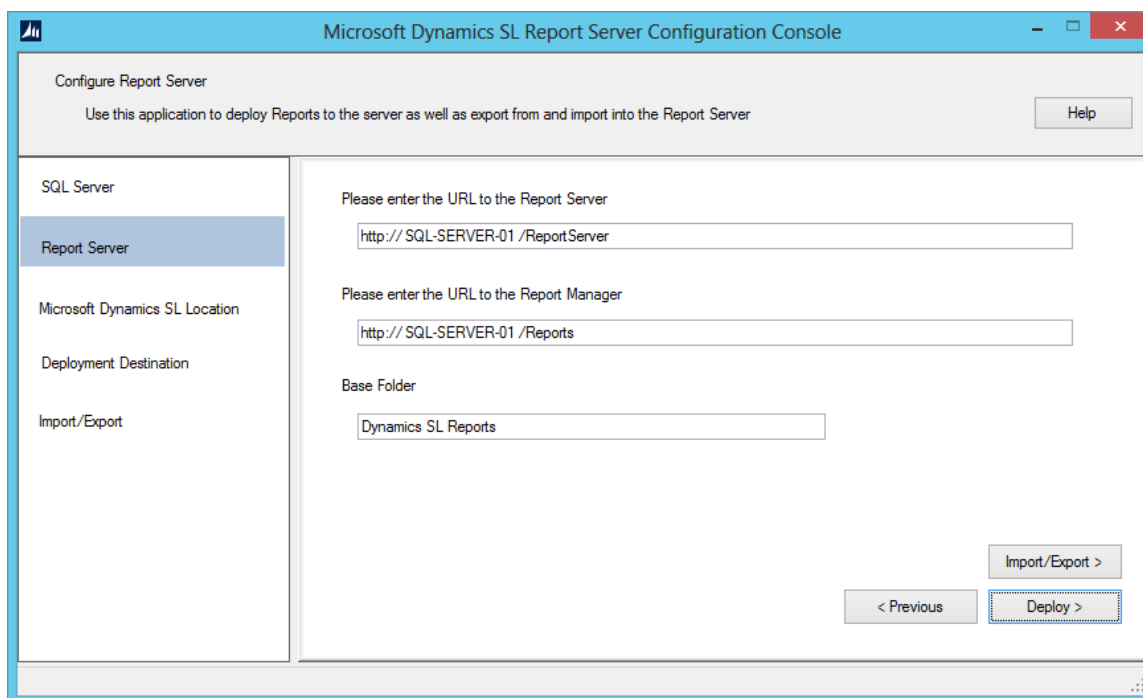 Microsoft Dynamics SL Report Server Configuration Console
Configure Report Server
Use this application to deploy Reports to the server as well as export from and import into the Report Server
Help
SQL Server
Report Server
Microsoft Dynamics SL Location
Deployment Destination
Import/Export
Please enter the URL to the Report Server
http:// SQL-SERVER-01 /ReportServer
Please enter the URL to the Report Manager
http:// SQL-SERVER-01 /Reports
Base Folder
Dynamics SL Reports
Import/Export >
< Previous
Deploy >